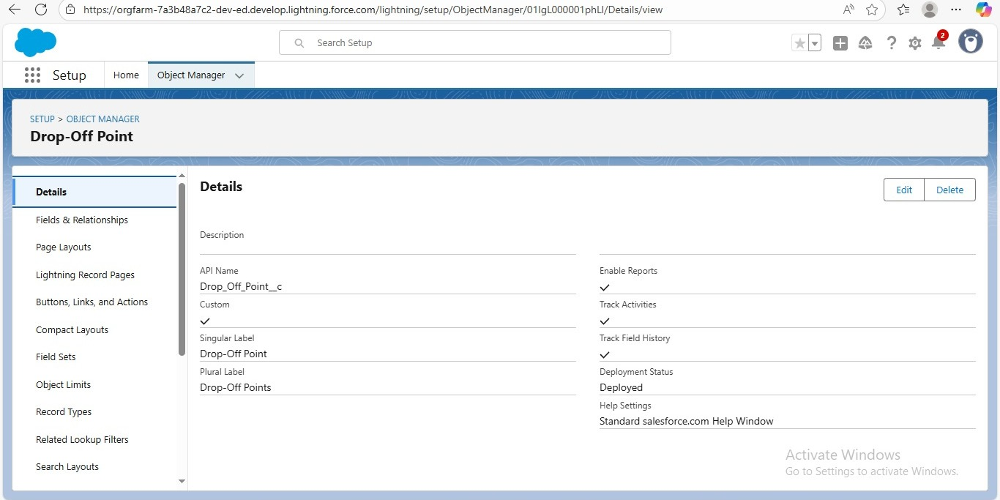 https://orgfarm-7a3b48a7c2-dev-ed.develop.lightning.force.com/lightning/setup/ObjectManager/01IgL000001phLI/Details/view
Search Setup
2
Setup
Home
Object Manager
SETUP > OBJECT MANAGER
Drop-Off Point
Details
Fields & Relationships
Page Layouts
Lightning Record Pages
Buttons, Links, and Actions
Compact Layouts
Field Sets
Object Limits
Record Types
Related Lookup Filters
Search Layouts
Details
Edit
Delete
Description
API Name
Drop_Off_Point__c
Custom
Singular Label
Drop-Off Point
Plural Label
Drop-Off Points
Enable Reports
Track Activities
Track Field History
Deployment Status
Deployed
Help Settings
Standard salesforce.com Help Window
Activate Windows
Go to Settings to activate Windows.